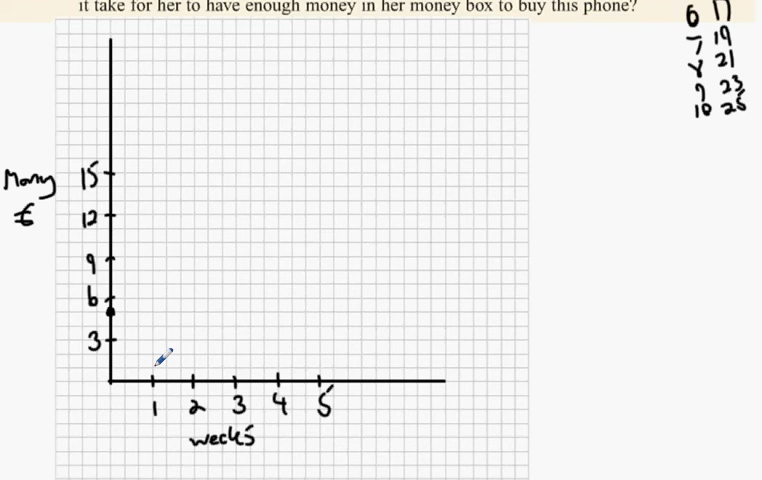 it take for her to have enough money in her money box to buy this phone?
6 17
7 19
8 21
9 23
10 25
Money 15
€ 12
9
6
3
1 2 3 4 5
weeks